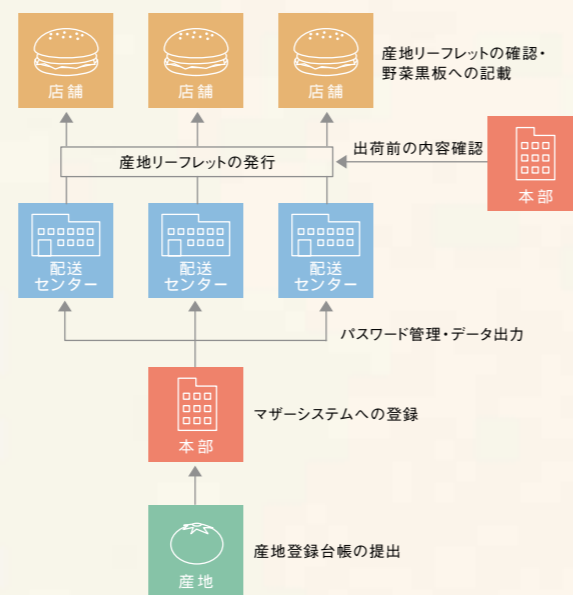 店舗
店舗
店舗
産地リーフレットの確認・
野菜黒板への記載
産地リーフレットの発行
出荷前の内容確認
本部
配送
センター
配送
センター
配送
センター
パスワード管理・データ出力
本部
マザーシステムへの登録
産地
産地登録台帳の提出